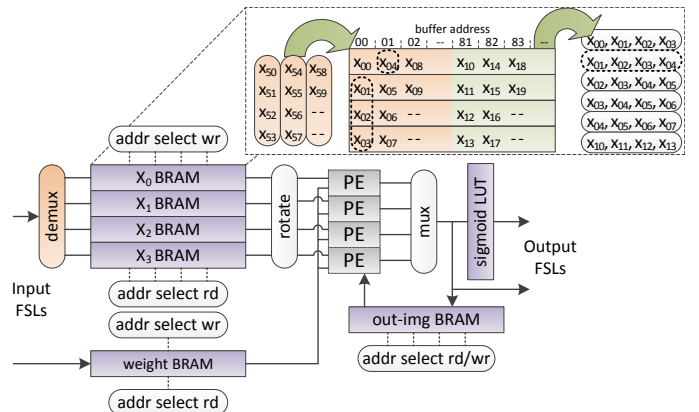 buffer address
00 01 02 -- 81 82 83 --
x00 x04 x08 x10 x14 x18
x01 x05 x09 x11 x15 x19
x02 x06 -- x12 x16 --
x03 x07 -- x13 x17 --
x50 x54 x58
x51 x55 x59
x52 x56 --
x53 x57 --
x00, x01, x02, x03
x01, x02, x03, x04
x02, x03, x04, x05
x03, x04, x05, x06
x04, x05, x06, x07
x10, x11, x12, x13
addr select wr
demux
X0 BRAM
X1 BRAM
X2 BRAM
X3 BRAM
rotate
PE
PE
PE
PE
mux
sigmoid LUT
Input
FSLs
Output
FSLs
addr select rd
addr select wr
out-img BRAM
weight BRAM
addr select rd/wr
addr select rd